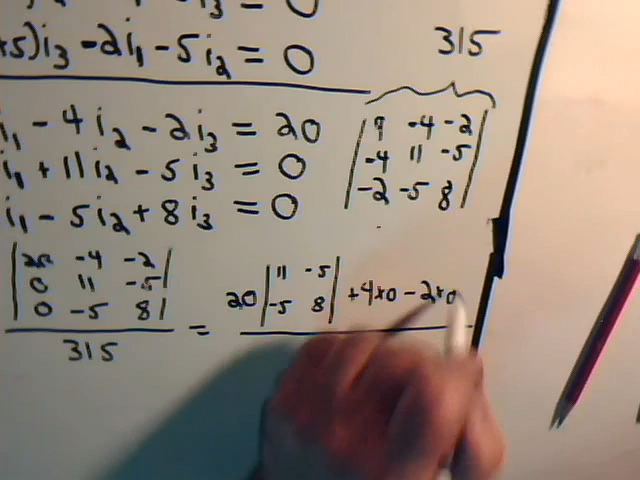 i₃ = 0
+5)i₃ - 2i₁ - 5i₂ = 0
315
i₁ - 4i₂ - 2i₃ = 20
i₁ + 11i₂ - 5i₃ = 0
i₁ - 5i₂ + 8i₃ = 0
| 9 -4 -2 |
| -4 11 -5 |
| -2 -5 8 |
| 20 -4 -2 |
| 0 11 -5 |
| 0 -5 8 |
315
=
20 | 11 -5 |
| -5 8 | + 4*0 - 2*0